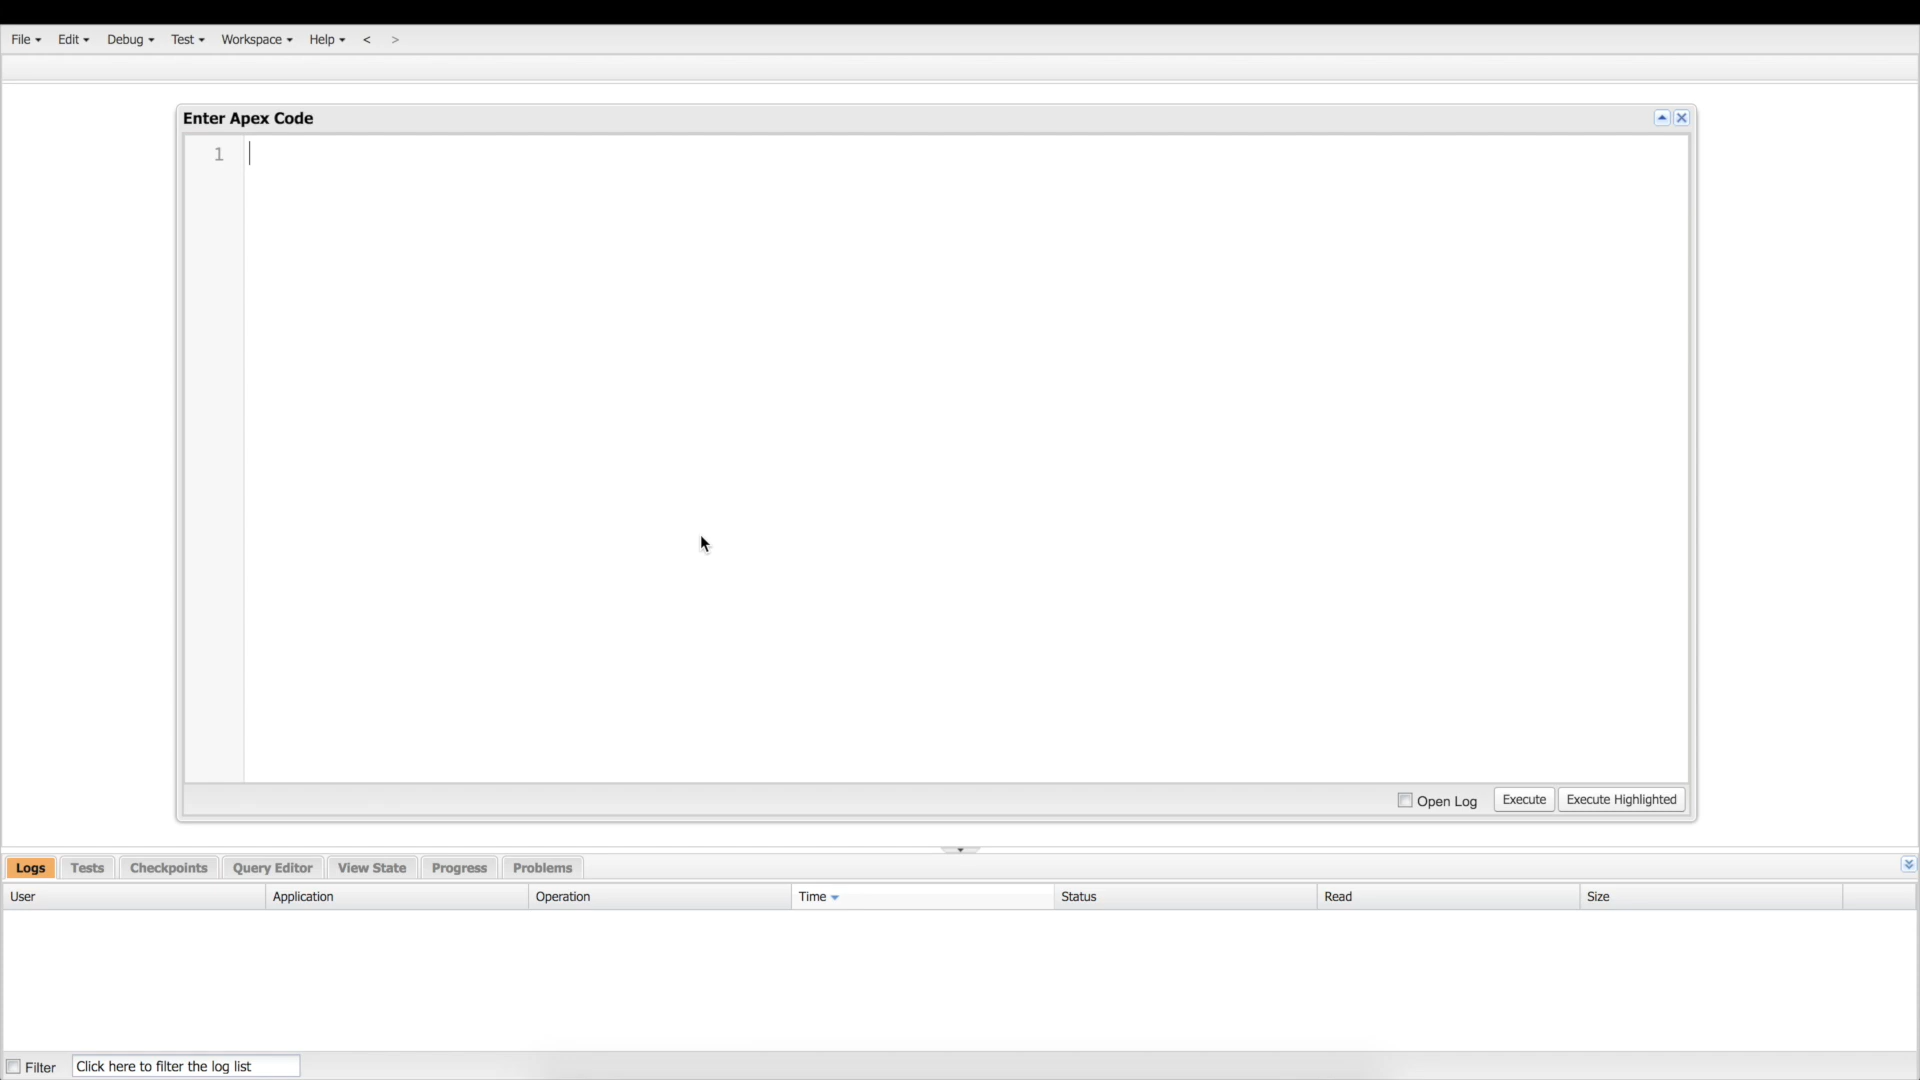 File Edit Debug Test Workspace Help < >
Enter Apex Code
1
Open Log Execute Execute Highlighted
Logs Tests Checkpoints Query Editor View State Progress Problems
User Application Operation Time Status Read Size
Filter Click here to filter the log list